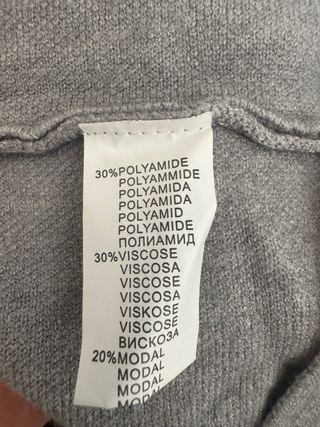 30%POLYAMIDE
POLYAMMIDE
POLYAMIDA
POLYAMIDA
POLYAMID
POLYAMIDE
ПОЛИАМИД
30%VISCOSE
VISCOSA
VISCOSE
VISCOSA
VISKOSE
VISCOSE
ВИСКОЗА
20%MODAL
MODAL
MODAL
MODAL